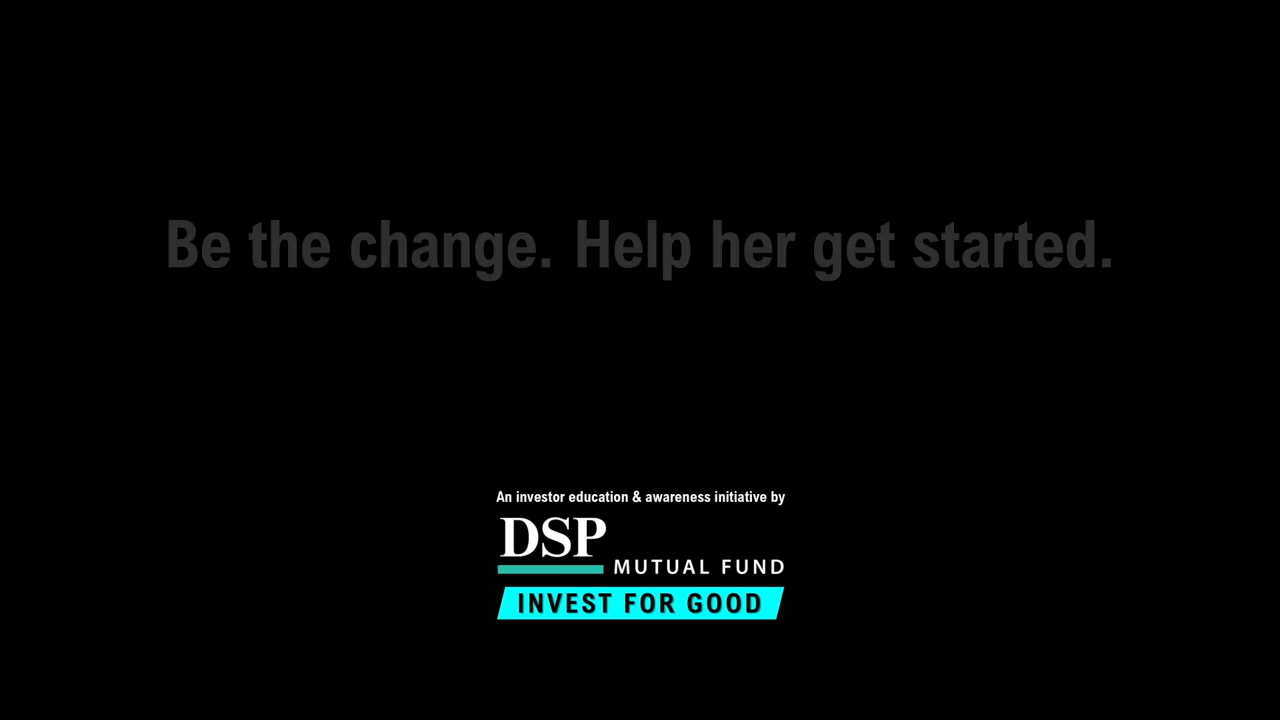 Be the change. Help her get started.
An investor education & awareness initiative by
DSP
MUTUAL FUND
INVEST FOR GOOD